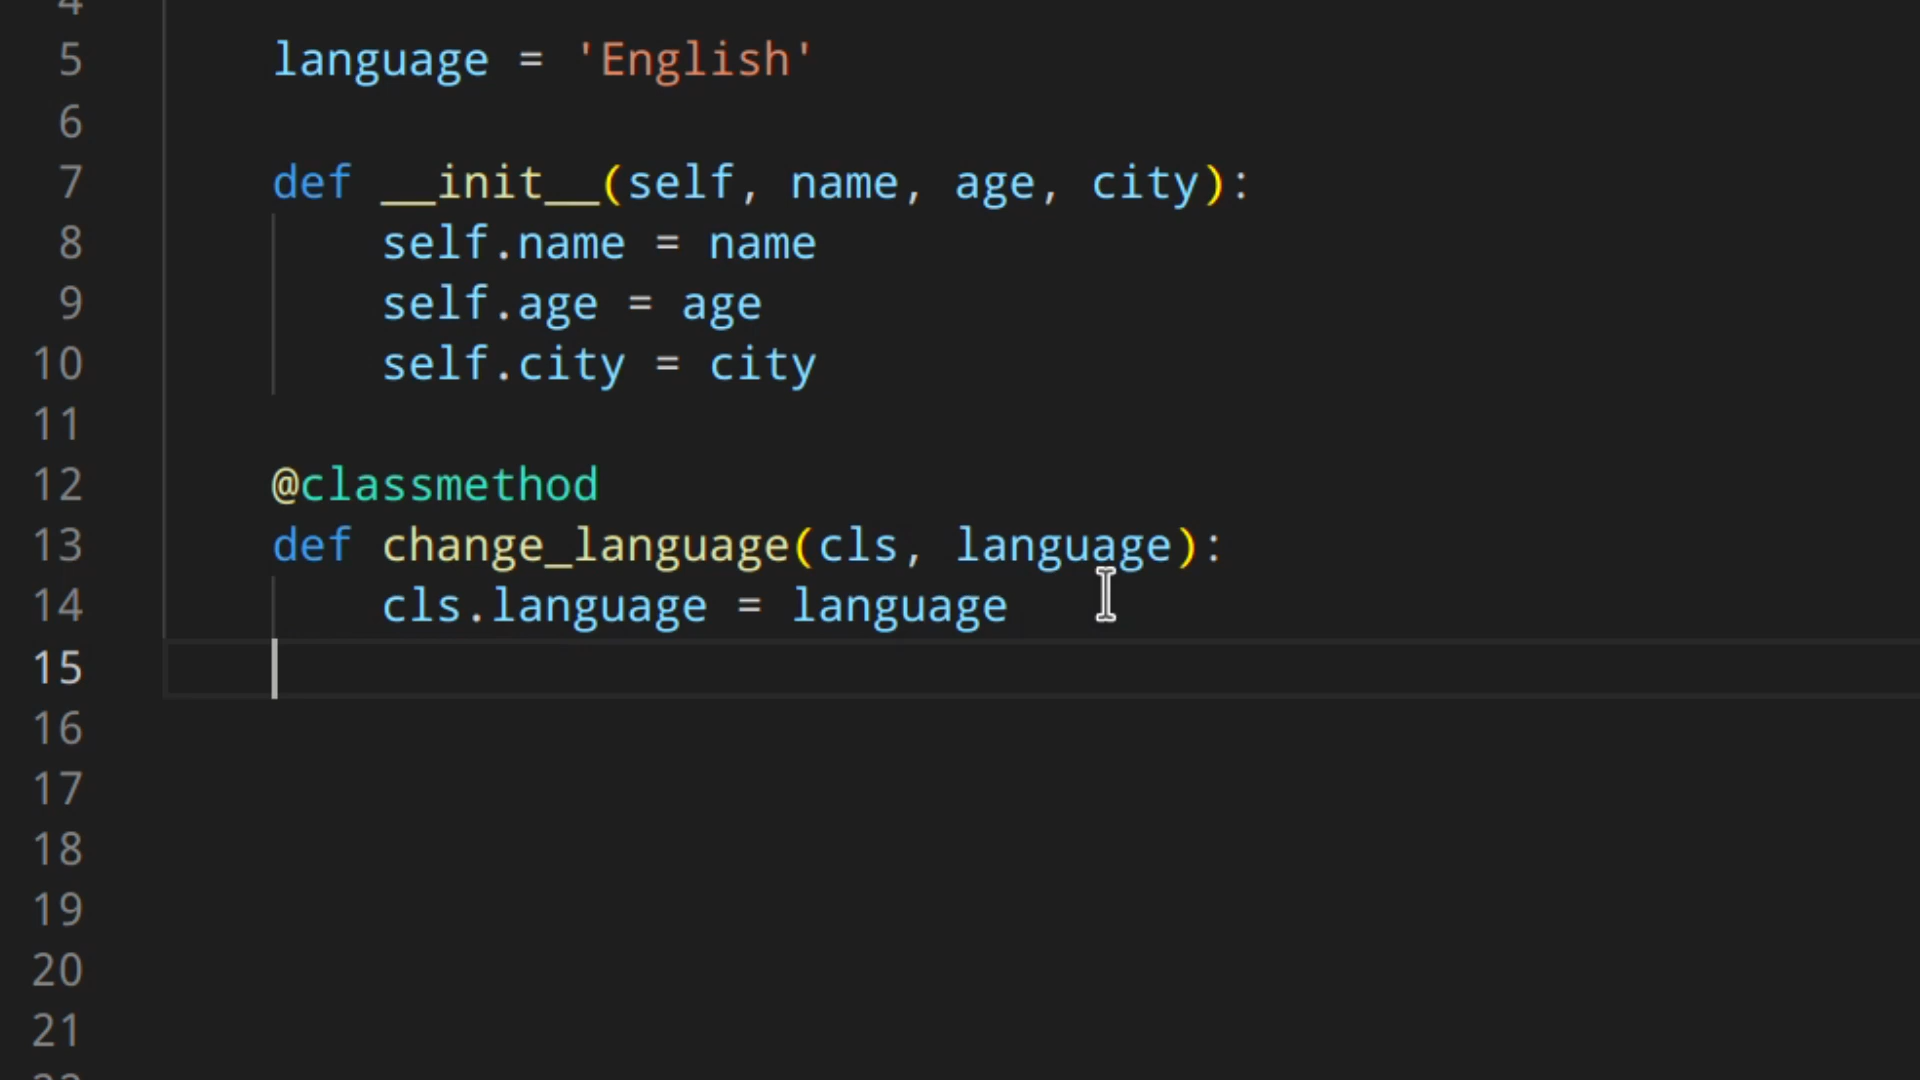 4
5 language = 'English'
6
7 def __init__(self, name, age, city):
8 self.name = name
9 self.age = age
10 self.city = city
11
12 @classmethod
13 def change_language(cls, language):
14 cls.language = language
15
16
17
18
19
20
21
22